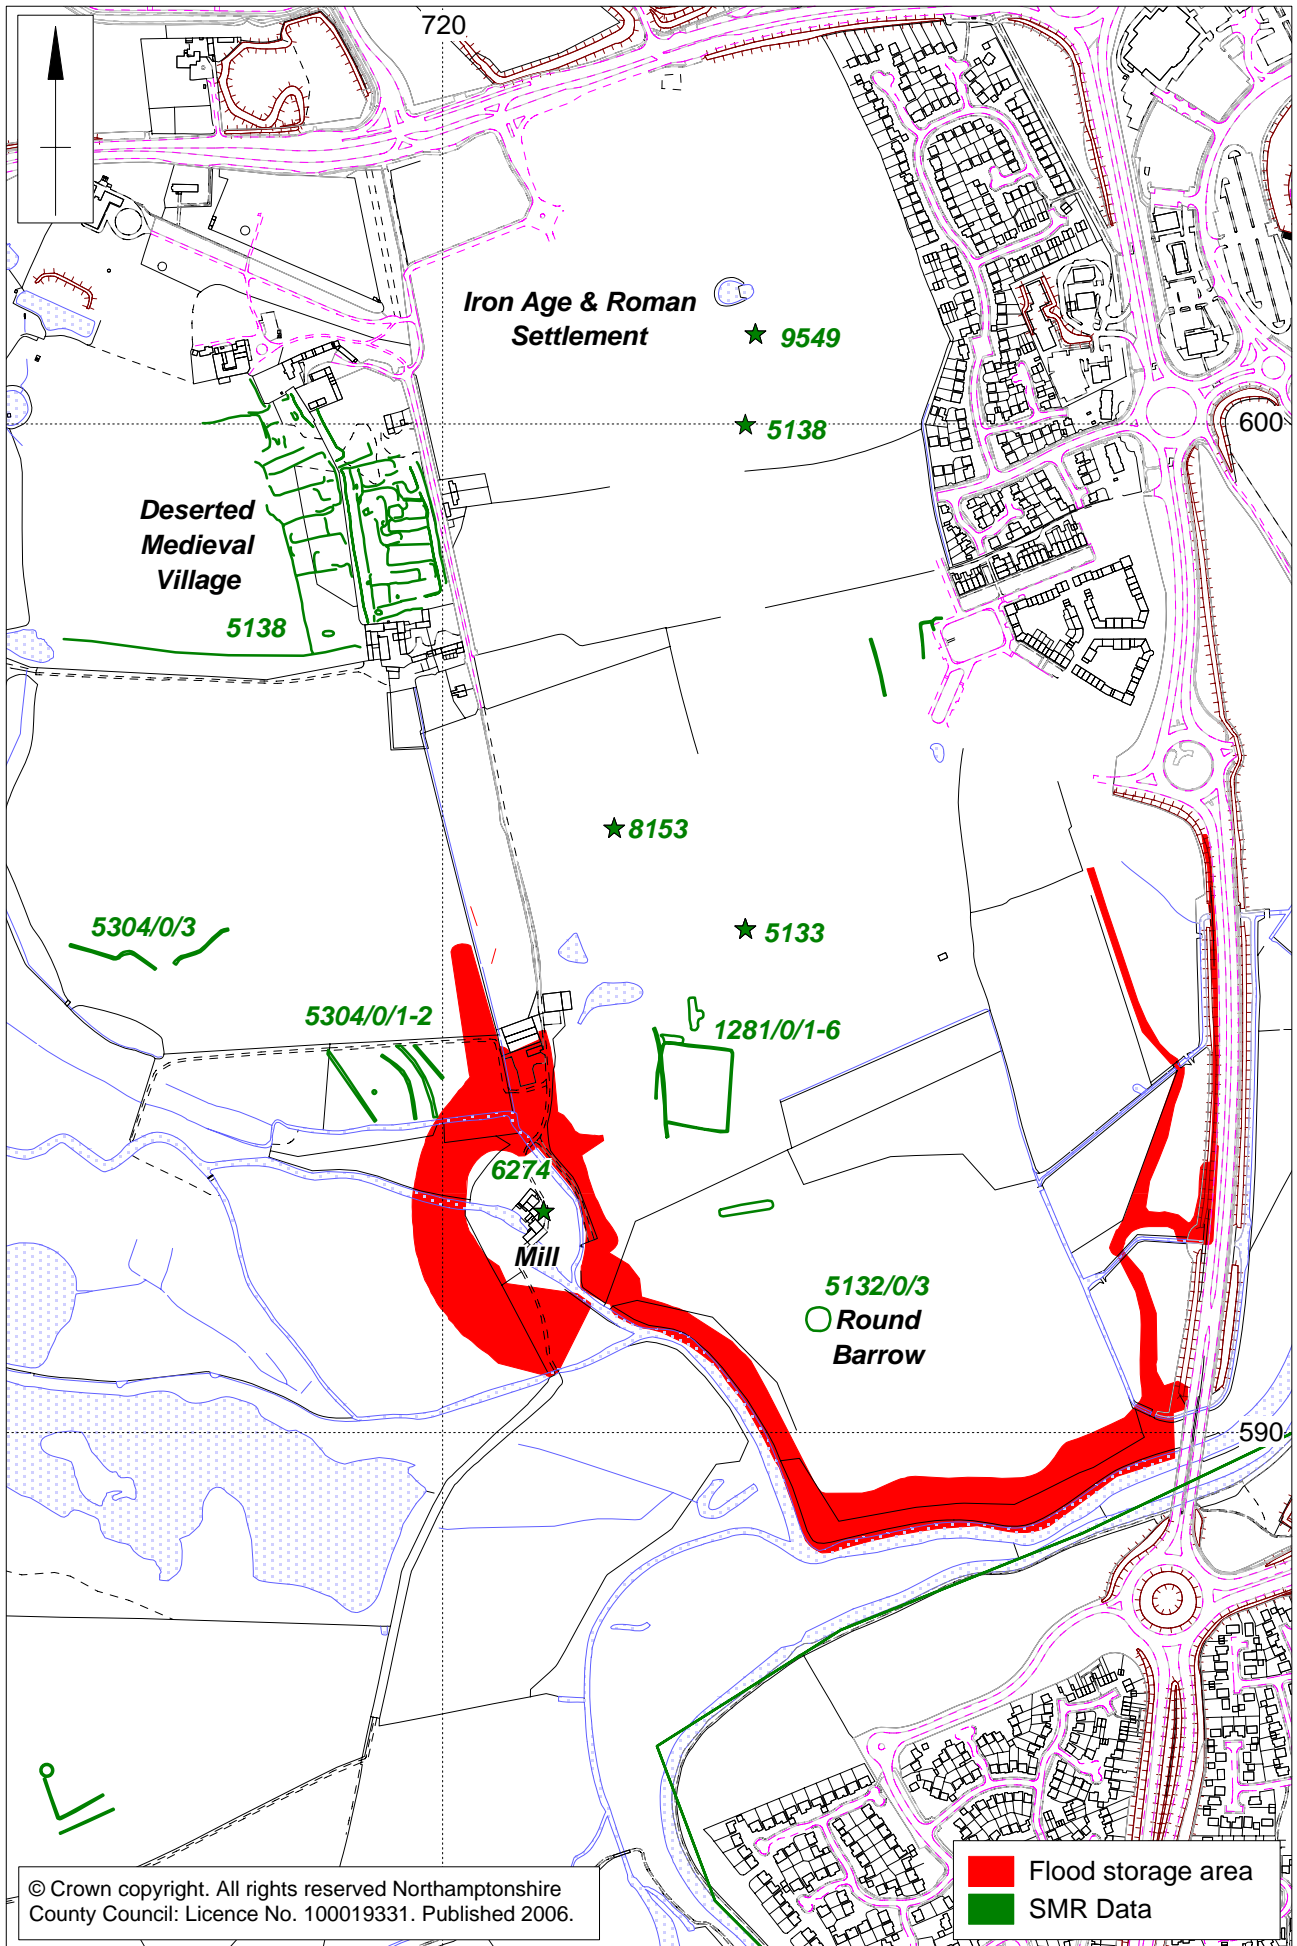 720
Iron Age & Roman
Settlement
9549
5138
600
Deserted
Medieval
Village
5138
8153
5304/0/3
5133
5304/0/1-2
1281/0/1-6
6274
Mill
5132/0/3
Round
Barrow
590
© Crown copyright. All rights reserved Northamptonshire
County Council: Licence No. 100019331. Published 2006.
Flood storage area
SMR Data